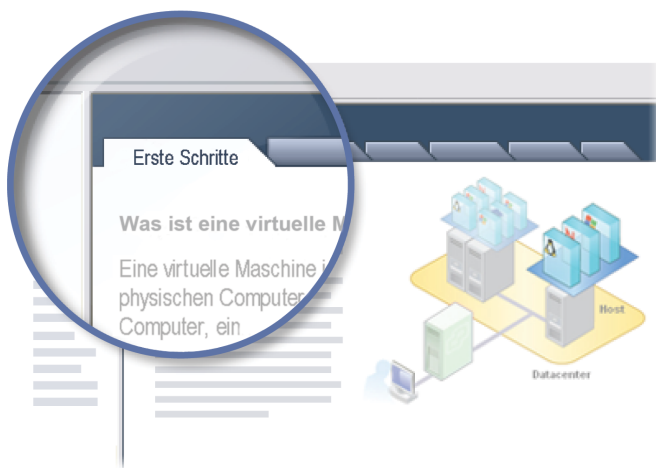 Erste Schritte
Was ist eine virtuelle
Eine virtuelle Maschine
physischen Computer
Computer, ein
Host
Datacenter